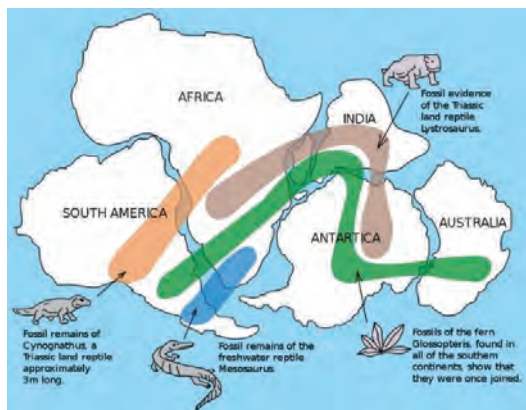 AFRICA
INDIA
Fossil evidence
of the Triassic
land reptile
Lystrosaurus.
SOUTH AMERICA
ANTARTICA
AUSTRALIA
Fossil remains of
Cynognathus, a
Triassic land reptile
approximately
3m long.
Fossil remains of the
freshwater reptile
Mesosaurus.
Fossils of the fern
Glossopteris, found in
all of the southern
continents, show that
they were once joined.